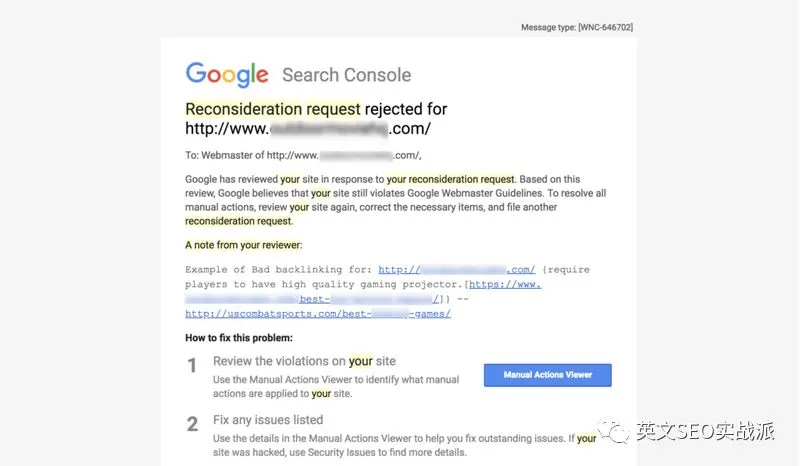 Message type: [WNC-646702]
Google Search Console
Reconsideration request rejected for
http://www. .com/
To: Webmaster of http://www. .com/,
Google has reviewed your site in response to your reconsideration request. Based on this
review, Google believes that your site still violates Google Webmaster Guidelines. To resolve all
manual actions, review your site again, correct the necessary items, and file another
reconsideration request.
A note from your reviewer:
Example of Bad backlinking for: http:// .com/ {require
players to have high quality gaming projector.[https://www.
best- /]} --
http://uscombatsports.com/best- -games/
How to fix this problem:
1 Review the violations on your site
Use the Manual Actions Viewer to identify what manual
actions are applied to your site.
Manual Actions Viewer
2 Fix any issues listed
Use the details in the Manual Actions Viewer to help you fix outstanding issues. If your
site was hacked, use Security Issues to find more details.
英文SEO实战派